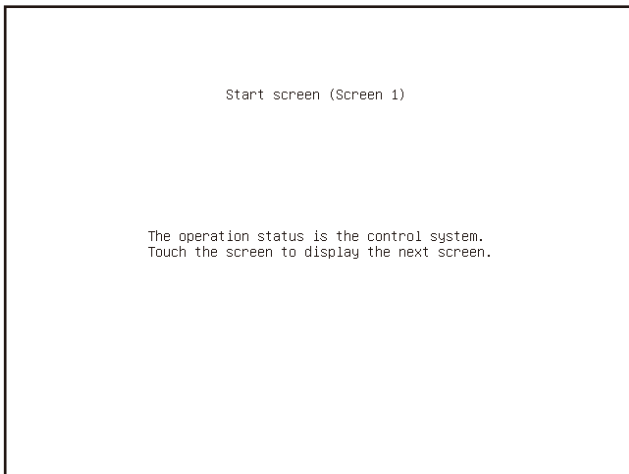 Start screen (Screen 1)
The operation status is the control system.
Touch the screen to display the next screen.